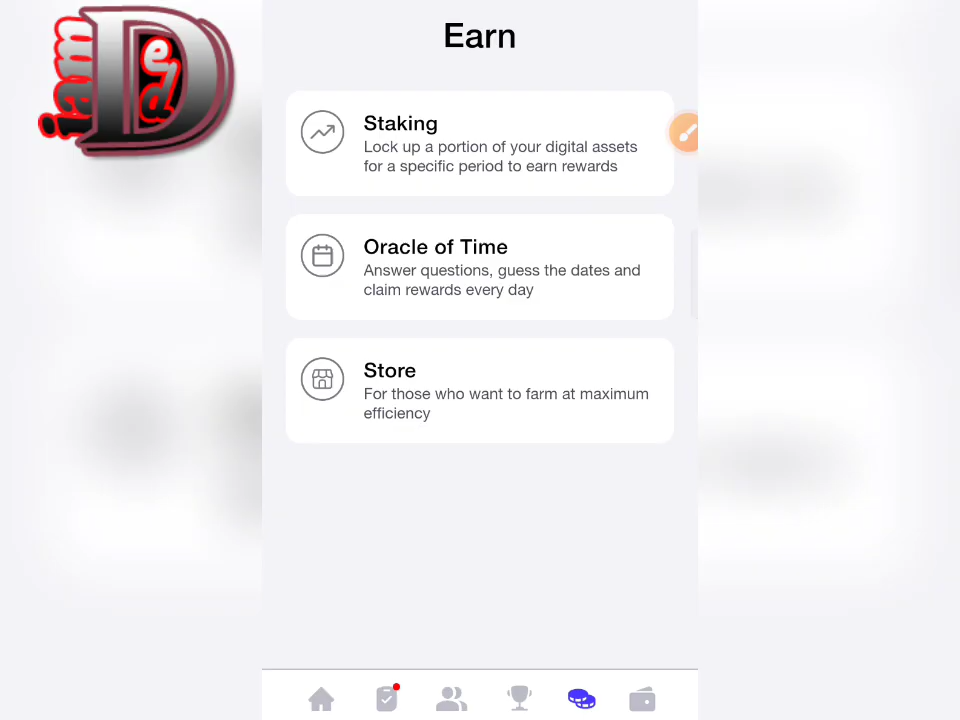 iam
D
ed
Earn
Staking
Lock up a portion of your digital assets
for a specific period to earn rewards
Oracle of Time
Answer questions, guess the dates and
claim rewards every day
Store
For those who want to farm at maximum
efficiency